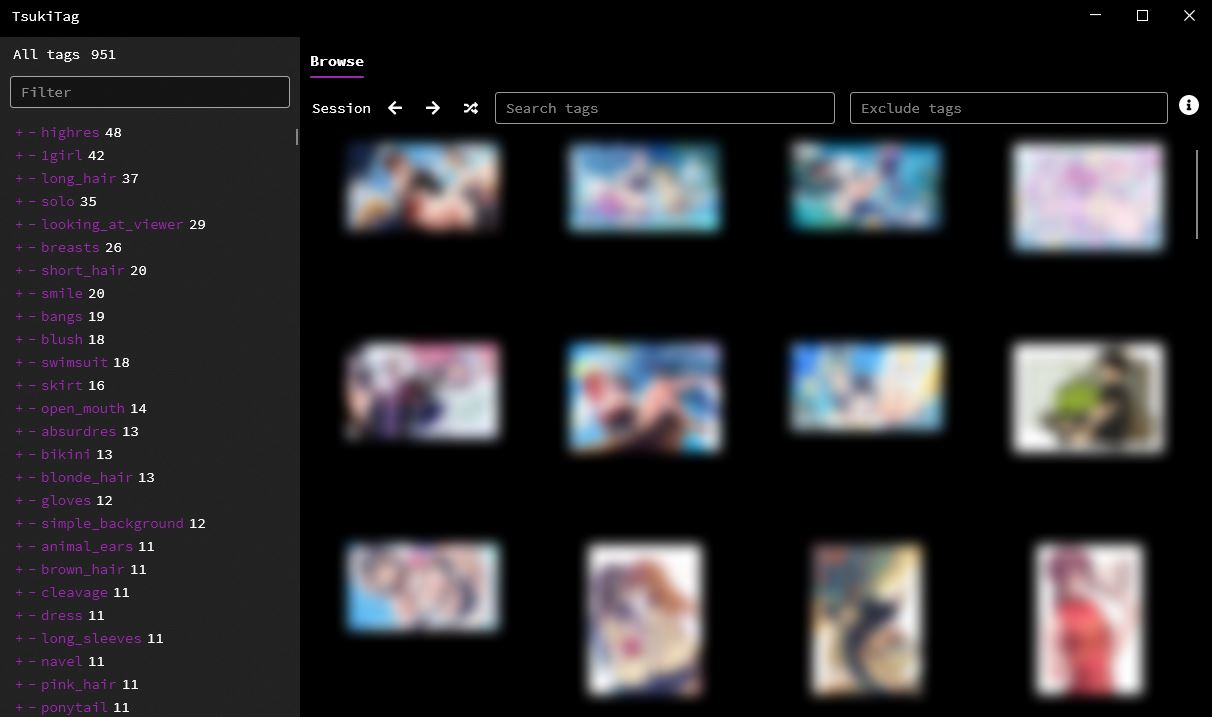 TsukiTag
All tags 951
Filter
+ - highres 48
+ - 1girl 42
+ - long_hair 37
+ - solo 35
+ - looking_at_viewer 29
+ - breasts 26
+ - short_hair 20
+ - smile 20
+ - bangs 19
+ - blush 18
+ - swimsuit 18
+ - skirt 16
+ - open_mouth 14
+ - absurdres 13
+ - bikini 13
+ - blonde_hair 13
+ - gloves 12
+ - simple_background 12
+ - animal_ears 11
+ - brown_hair 11
+ - cleavage 11
+ - dress 11
+ - long_sleeves 11
+ - navel 11
+ - pink_hair 11
+ - ponytail 11
Browse
Session Search tags Exclude tags